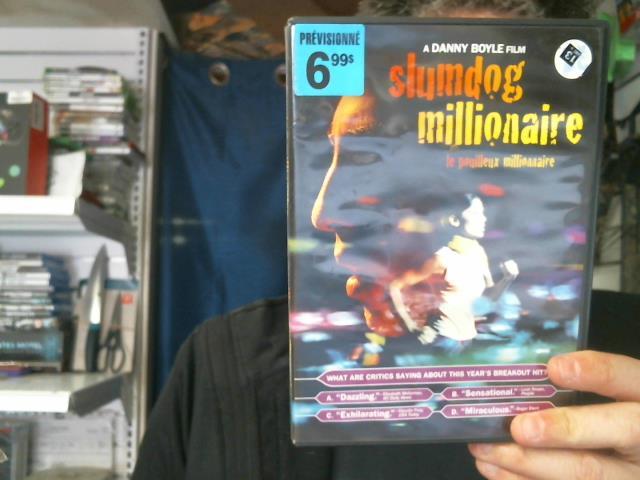 PRÉVISIONNÉ
6 99$
A DANNY BOYLE FILM
slumdog
millionaire
le pouilleux millionnaire
WHAT ARE CRITICS SAYING ABOUT THIS YEAR'S BREAKOUT HIT?
A. "Dazzling."
B. "Sensational."
C. "Exhilarating."
D. "Miraculous."